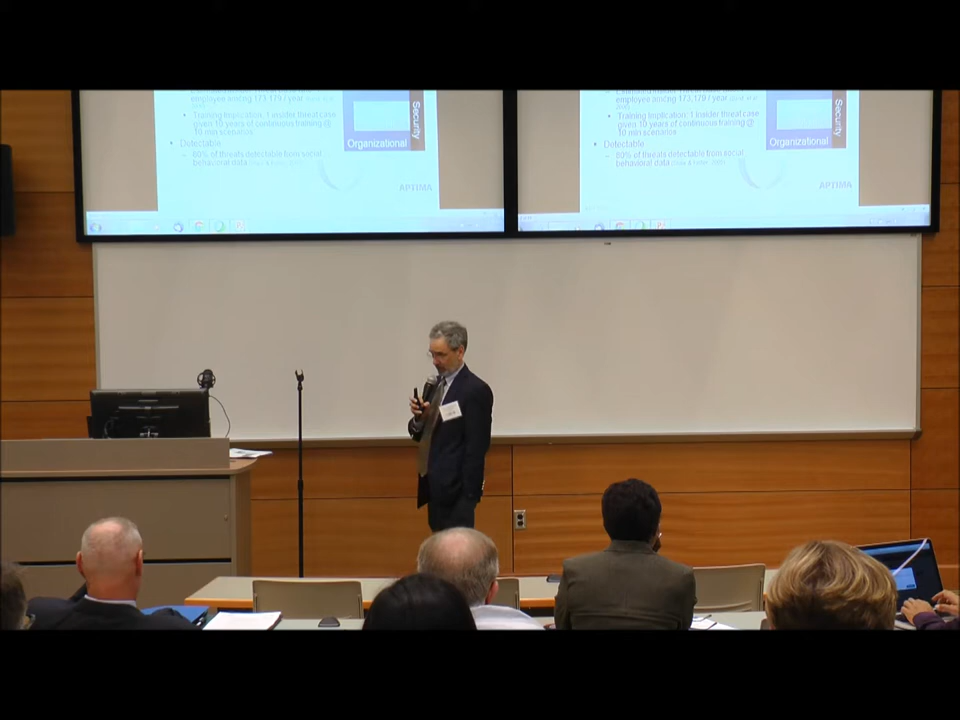 employee among 173,179 / year
Training Implication: 1 insider threat case
given 10 years of continuous training @
10 min scenarios
Detectable
– 80% of threats detectable from social
behavioral data
Security
Organizational
APTIMA
employee among 173,179 / year
Training Implication: 1 insider threat case
given 10 years of continuous training @
10 min scenarios
Detectable
– 80% of threats detectable from social
behavioral data
Security
Organizational
APTIMA